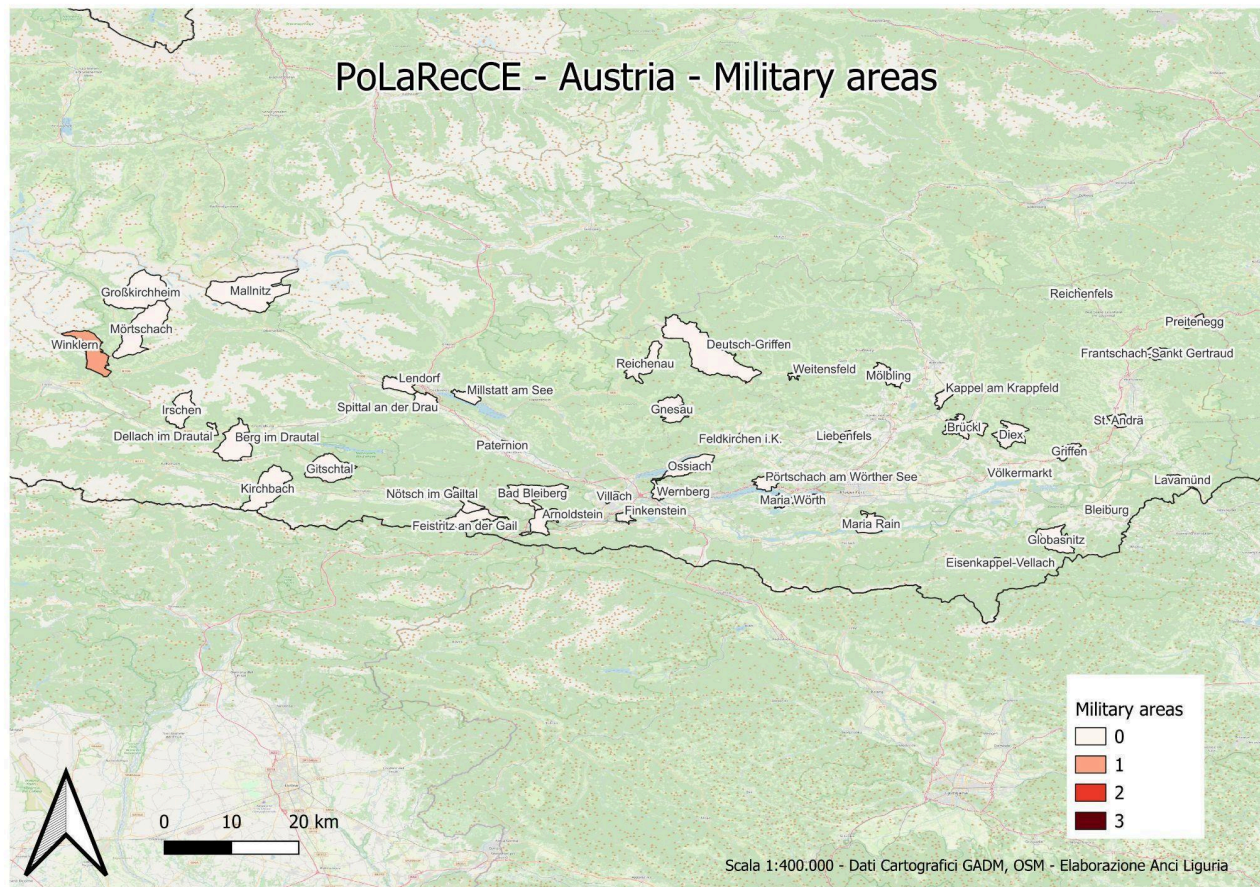 PoLaRecCE - Austria - Military areas
Großkirchheim
Mallnitz
Mörtschach
Winklern
Reichenfels
Preitenegg
Frantschach-Sankt Gertraud
Deutsch-Griffen
Reichenau
Weitensfeld
Mölbling
Lendorf
Millstatt am See
Spittal an der Drau
Kappel am Krappfeld
Irschen
Gnesau
Dellach im Drautal
Berg im Drautal
Paternion
Feldkirchen i.K.
Liebenfels
Brückl
Diex
St. Andrä
Griffen
Gitschtal
Ossiach
Völkermarkt
Kirchbach
Nötsch im Gailtal
Bad Bleiberg
Villach
Wernberg
Pörtschach am Wörther See
Maria Wörth
Lavamünd
Feistritz an der Gail
Arnoldstein
Finkenstein
Maria Rain
Bleiburg
Globasnitz
Eisenkappel-Vellach
Military areas
0
1
2
3
0 10 20 km
Scala 1:400.000 - Dati Cartografici GADM, OSM - Elaborazione Anci Liguria